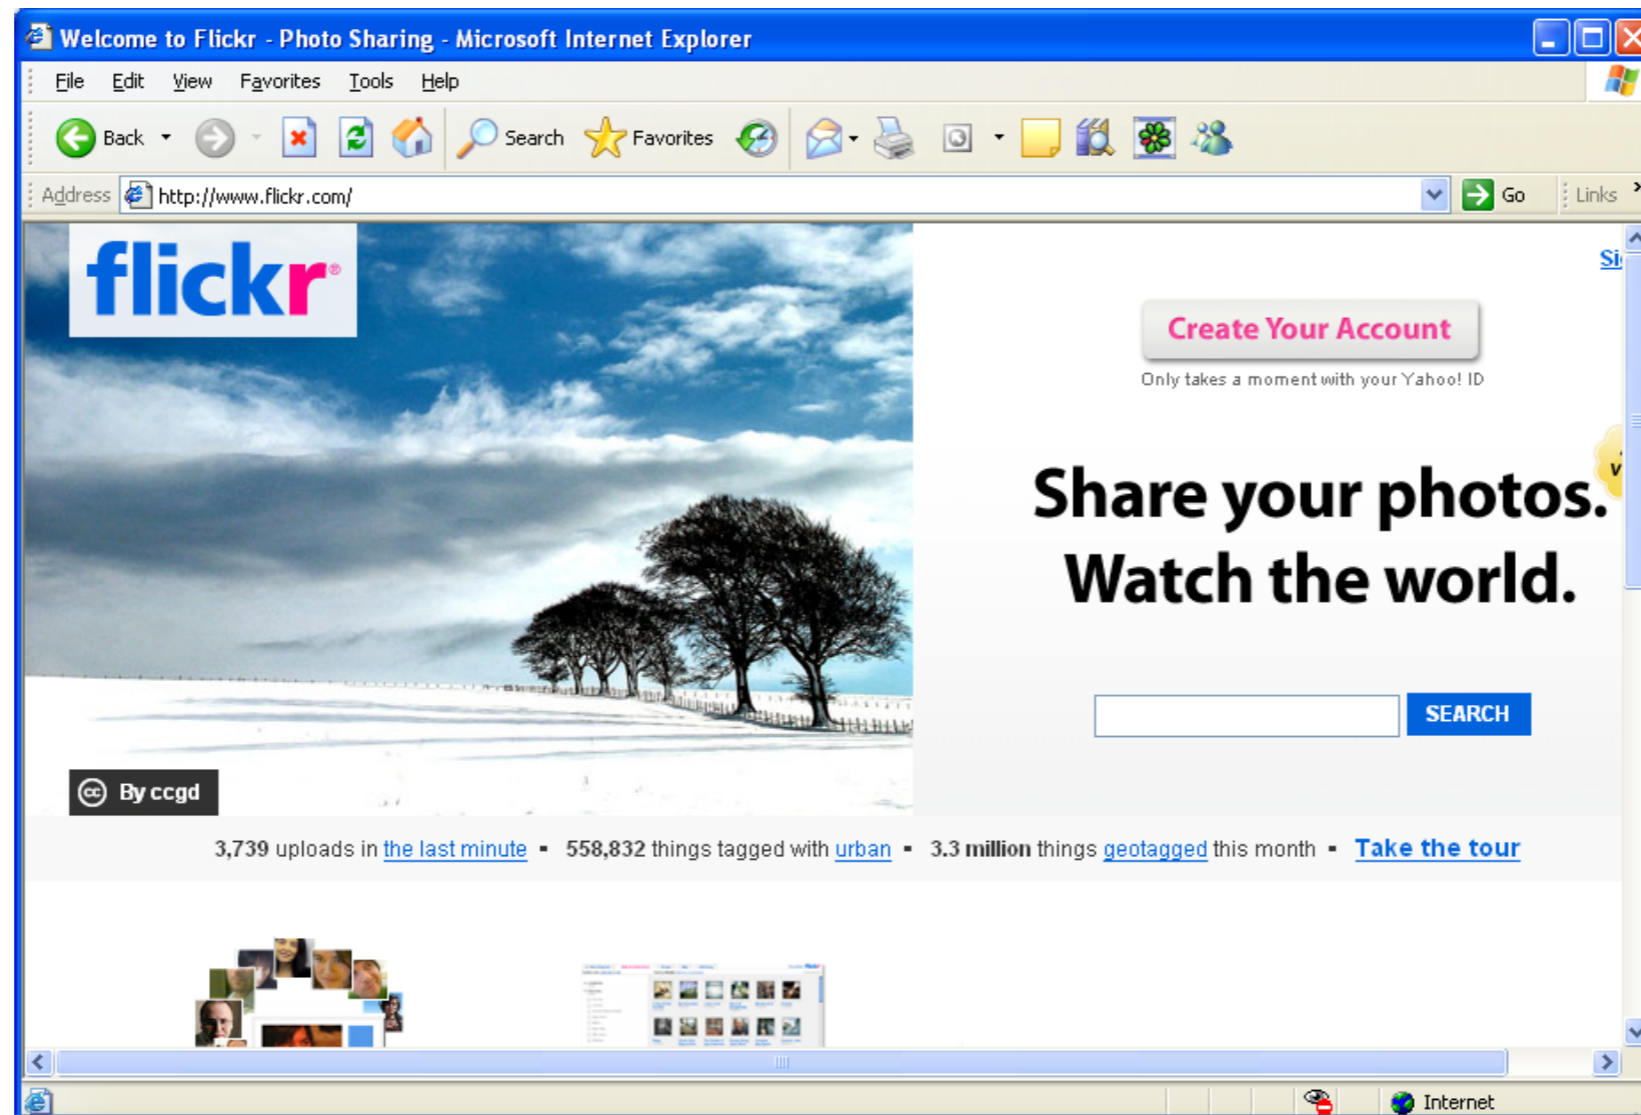 Welcome to Flickr - Photo Sharing - Microsoft Internet Explorer
File Edit View Favorites Tools Help
Back Search Favorites
Address http://www.flickr.com/ Go Links
flickr®
Create Your Account
Only takes a moment with your Yahoo! ID
Share your photos.
Watch the world.
SEARCH
cc By ccgd
3,739 uploads in the last minute ▪ 558,832 things tagged with urban ▪ 3.3 million things geotagged this month ▪ Take the tour
Internet